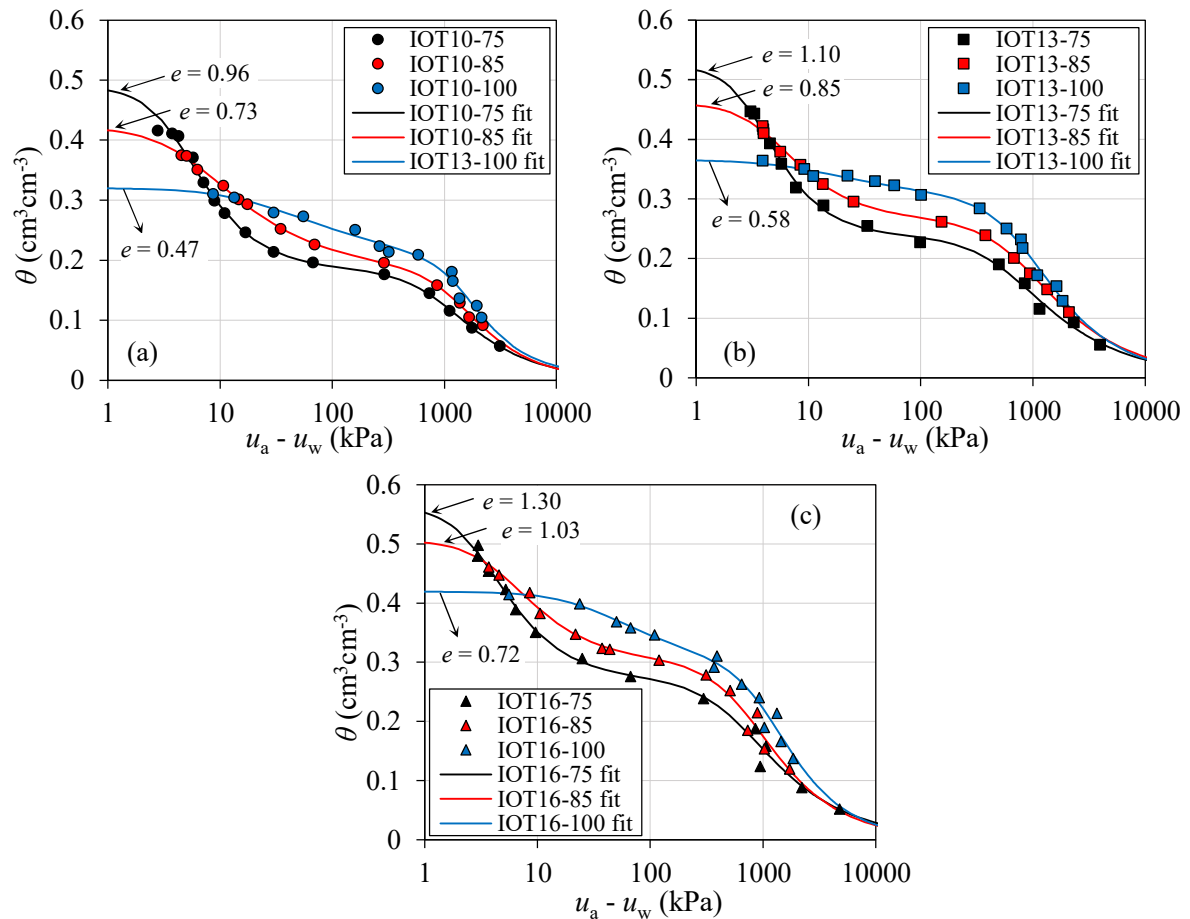 0.6
0.5
0.4
0.3
0.2
0.1
0
θ (cm³cm⁻³)
e = 0.96
e = 0.73
e = 0.47
IOT10-75
IOT10-85
IOT10-100
IOT10-75 fit
IOT10-85 fit
IOT13-100 fit
(a)
1 10 100 1000 10000
uₐ - u_w (kPa)
0.6
0.5
0.4
0.3
0.2
0.1
0
θ (cm³cm⁻³)
e = 1.10
e = 0.85
e = 0.58
IOT13-75
IOT13-85
IOT13-100
IOT13-75 fit
IOT13-85 fit
IOT13-100 fit
(b)
1 10 100 1000 10000
uₐ - u_w (kPa)
0.6
0.5
0.4
0.3
0.2
0.1
0
θ (cm³cm⁻³)
e = 1.30
e = 1.03
(c)
e = 0.72
IOT16-75
IOT16-85
IOT16-100
IOT16-75 fit
IOT16-85 fit
IOT16-100 fit
1 10 100 1000 10000
uₐ - u_w (kPa)